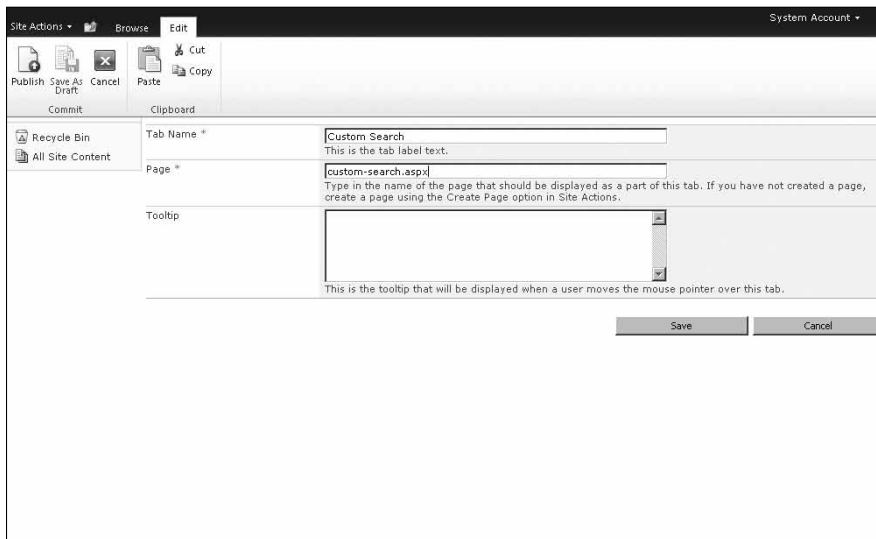 System Account
Site Actions Browse Edit
Publish Save As Draft Cancel Paste Cut Copy
Commit Clipboard
Recycle Bin
All Site Content
Tab Name *
Custom Search
This is the tab label text.
Page *
custom-search.aspx
Type in the name of the page that should be displayed as a part of this tab. If you have not created a page,
create a page using the Create Page option in Site Actions.
Tooltip
This is the tooltip that will be displayed when a user moves the mouse pointer over this tab.
Save Cancel